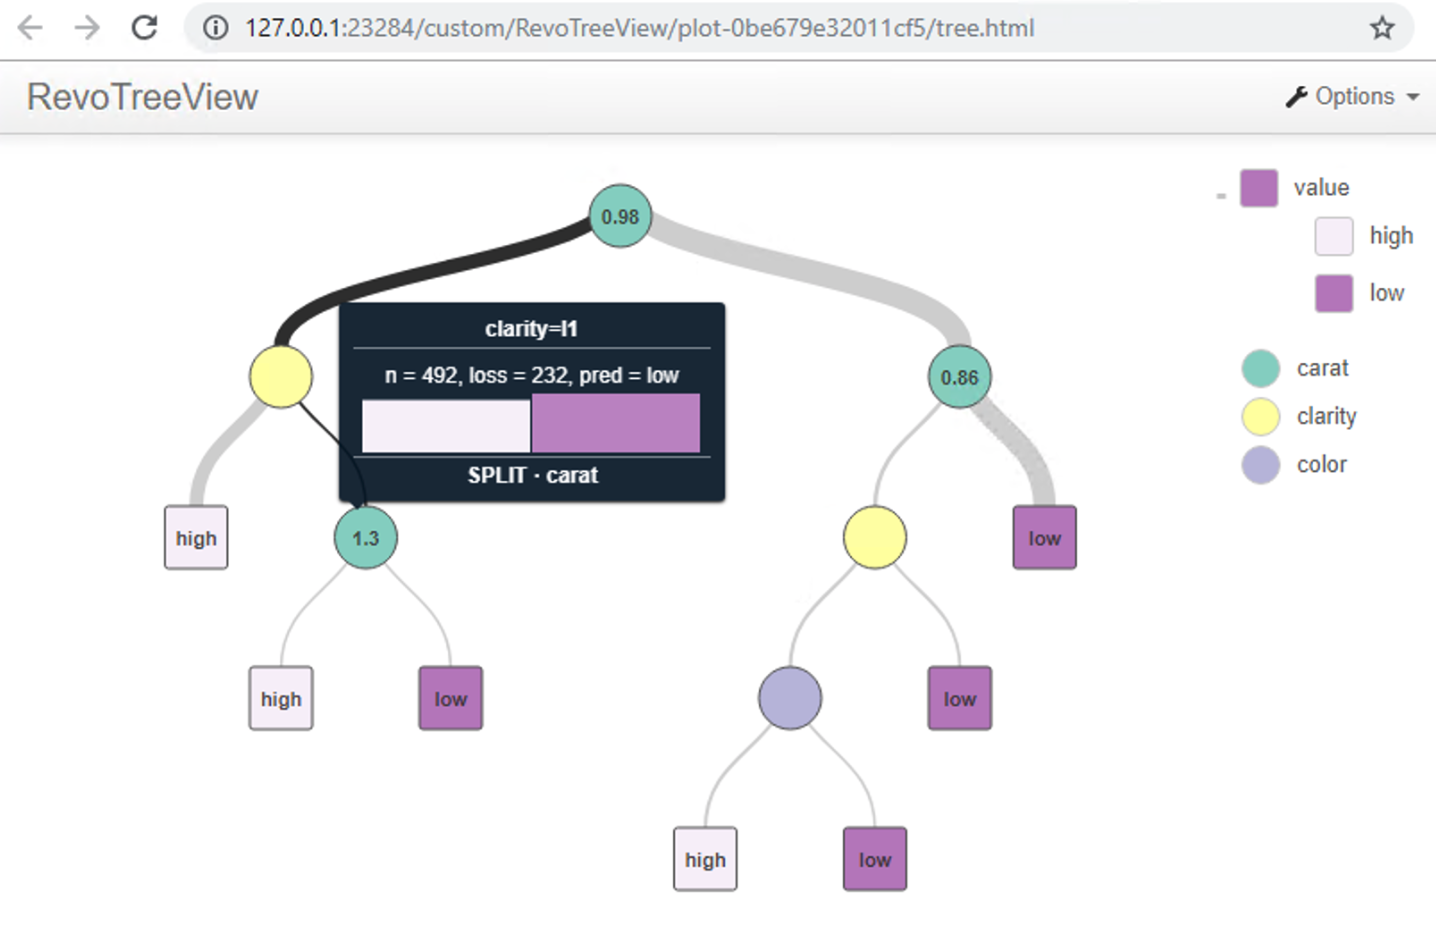 127.0.0.1:23284/custom/RevoTreeView/plot-0be679e32011cf5/tree.html
RevoTreeView
Options
value
high
low
carat
clarity
color
0.98
clarity=I1
n = 492, loss = 232, pred = low
SPLIT · carat
0.86
high
1.3
low
high
low
low
high
low